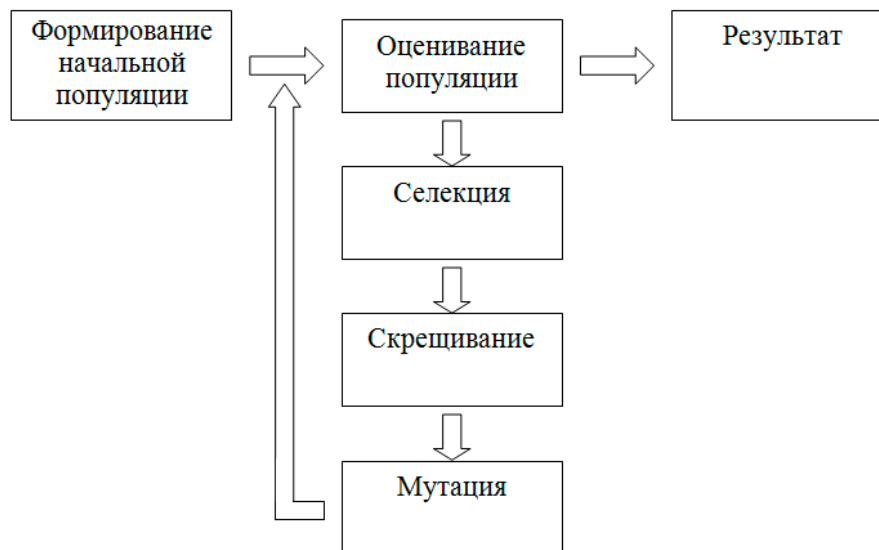 Формирование
начальной
популяции
Оценивание
популяции
Результат
Селекция
Скрещивание
Мутация